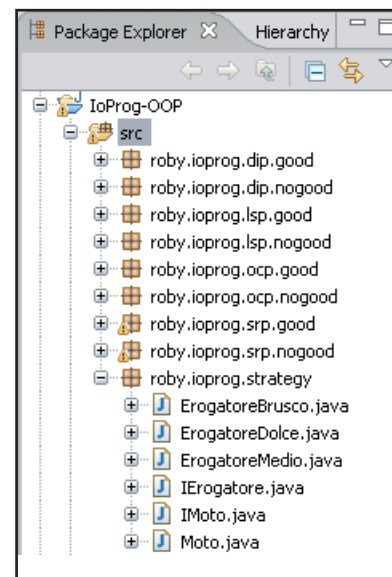 Package Explorer
Hierarchy
IoProg-OOP
src
roby.ioprog.dip.good
roby.ioprog.dip.nogood
roby.ioprog.lsp.good
roby.ioprog.lsp.nogood
roby.ioprog.ocp.good
roby.ioprog.ocp.nogood
roby.ioprog.srp.good
roby.ioprog.srp.nogood
roby.ioprog.strategy
ErogatoreBrusco.java
ErogatoreDolce.java
ErogatoreMedio.java
IErogatore.java
IMoto.java
Moto.java